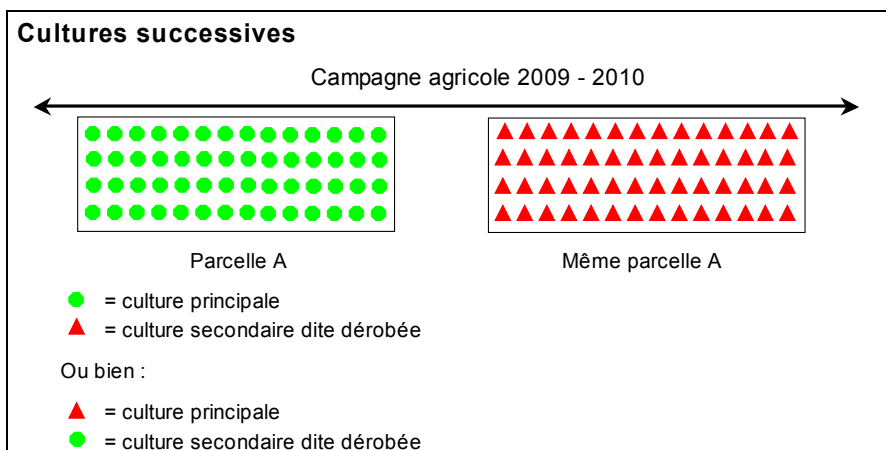 Cultures successives
Campagne agricole 2009 - 2010
Parcelle A
Même parcelle A
= culture principale
= culture secondaire dite dérobée
Ou bien :
= culture principale
= culture secondaire dite dérobée